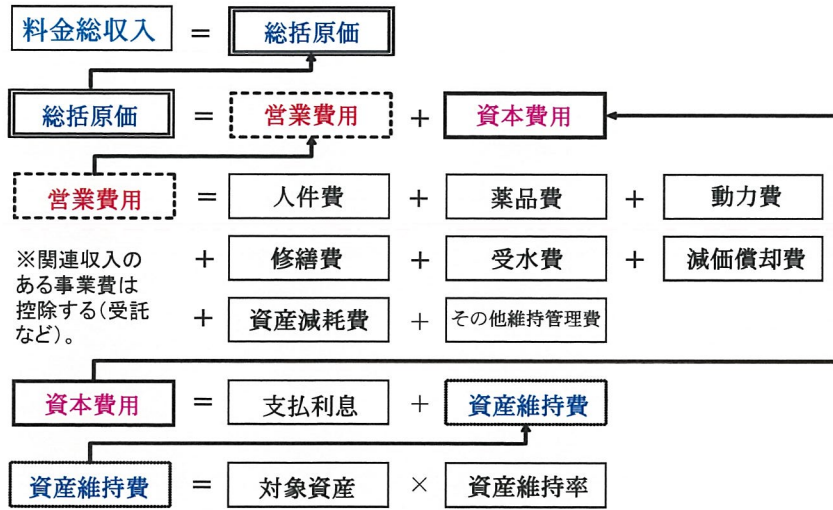 料金総収入 = 総括原価
総括原価 = 営業費用 + 資本費用
営業費用 = 人件費 + 薬品費 + 動力費
+ 修繕費 + 受水費 + 減価償却費
+ 資産減耗費 + その他維持管理費
※関連収入の
ある事業費は
控除する(受託
など)。
資本費用 = 支払利息 + 資産維持費
資産維持費 = 対象資産 × 資産維持率